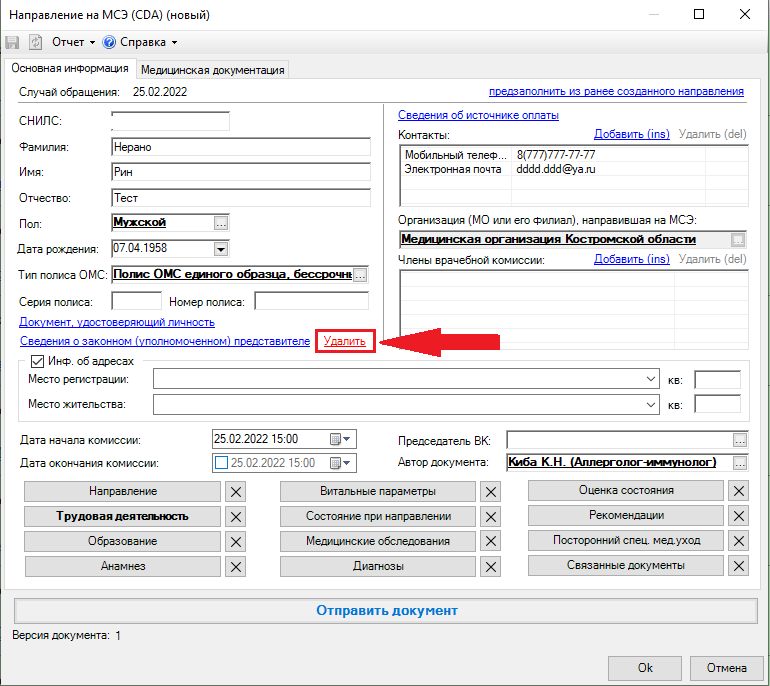 Направление на МСЭ (CDA) (новый)
Отчет Справка
Основная информация Медицинская документация
Случай обращения: 25.02.2022 предзаполнить из ранее созданного направления
СНИЛС:
Фамилия: Нерано
Имя: Рин
Отчество: Тест
Пол: Мужской ...
Дата рождения: 07.04.1958
Тип полиса ОМС: Полис ОМС единого образца, бессрочнь ...
Серия полиса: Номер полиса:
Документ, удостоверяющий личность
Сведения о законном (уполномоченном) представителе Удалить
Сведения об источнике оплаты
Контакты: Добавить (ins) Удалить (del)
Мобильный телеф... 8(777)777-77-77
Электронная почта dddd.ddd@ya.ru
Организация (МО или его филиал), направившая на МСЭ:
Медицинская организация Костромской области ...
Члены врачебной комиссии: Добавить (ins) Удалить (del)
Инф. об адресах
Место регистрации: кв:
Место жительства: кв:
Дата начала комиссии: 25.02.2022 15:00 Председатель ВК: ...
Дата окончания комиссии: 25.02.2022 15:00 Автор документа: Киба К.Н. (Аллерголог-иммунолог) ...
Направление Витальные параметры Оценка состояния
Трудовая деятельность Состояние при направлении Рекомендации
Образование Медицинские обследования Посторонний спец. мед.уход
Анамнез Диагнозы Связанные документы
Отправить документ
Версия документа: 1
Ok Отмена